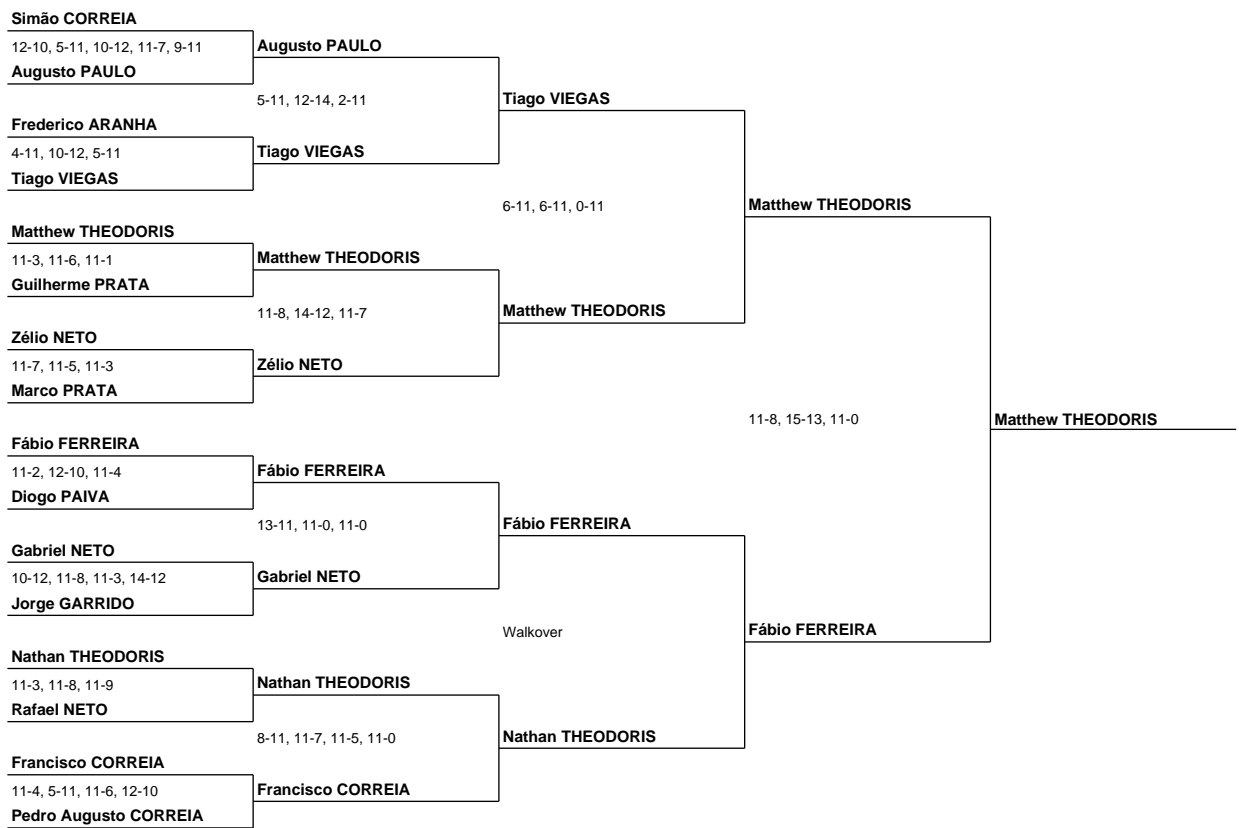 Simão CORREIA
12-10, 5-11, 10-12, 11-7, 9-11
Augusto PAULO
Augusto PAULO
5-11, 12-14, 2-11
Tiago VIEGAS
Frederico ARANHA
4-11, 10-12, 5-11
Tiago VIEGAS
Tiago VIEGAS
6-11, 6-11, 0-11
Matthew THEODORIS
Matthew THEODORIS
11-3, 11-6, 11-1
Guilherme PRATA
Matthew THEODORIS
11-8, 14-12, 11-7
Matthew THEODORIS
Zélio NETO
11-7, 11-5, 11-3
Marco PRATA
Zélio NETO
11-8, 15-13, 11-0
Matthew THEODORIS
Fábio FERREIRA
11-2, 12-10, 11-4
Diogo PAIVA
Fábio FERREIRA
13-11, 11-0, 11-0
Fábio FERREIRA
Gabriel NETO
10-12, 11-8, 11-3, 14-12
Jorge GARRIDO
Gabriel NETO
Walkover
Fábio FERREIRA
Nathan THEODORIS
11-3, 11-8, 11-9
Rafael NETO
Nathan THEODORIS
8-11, 11-7, 11-5, 11-0
Nathan THEODORIS
Francisco CORREIA
11-4, 5-11, 11-6, 12-10
Pedro Augusto CORREIA
Francisco CORREIA